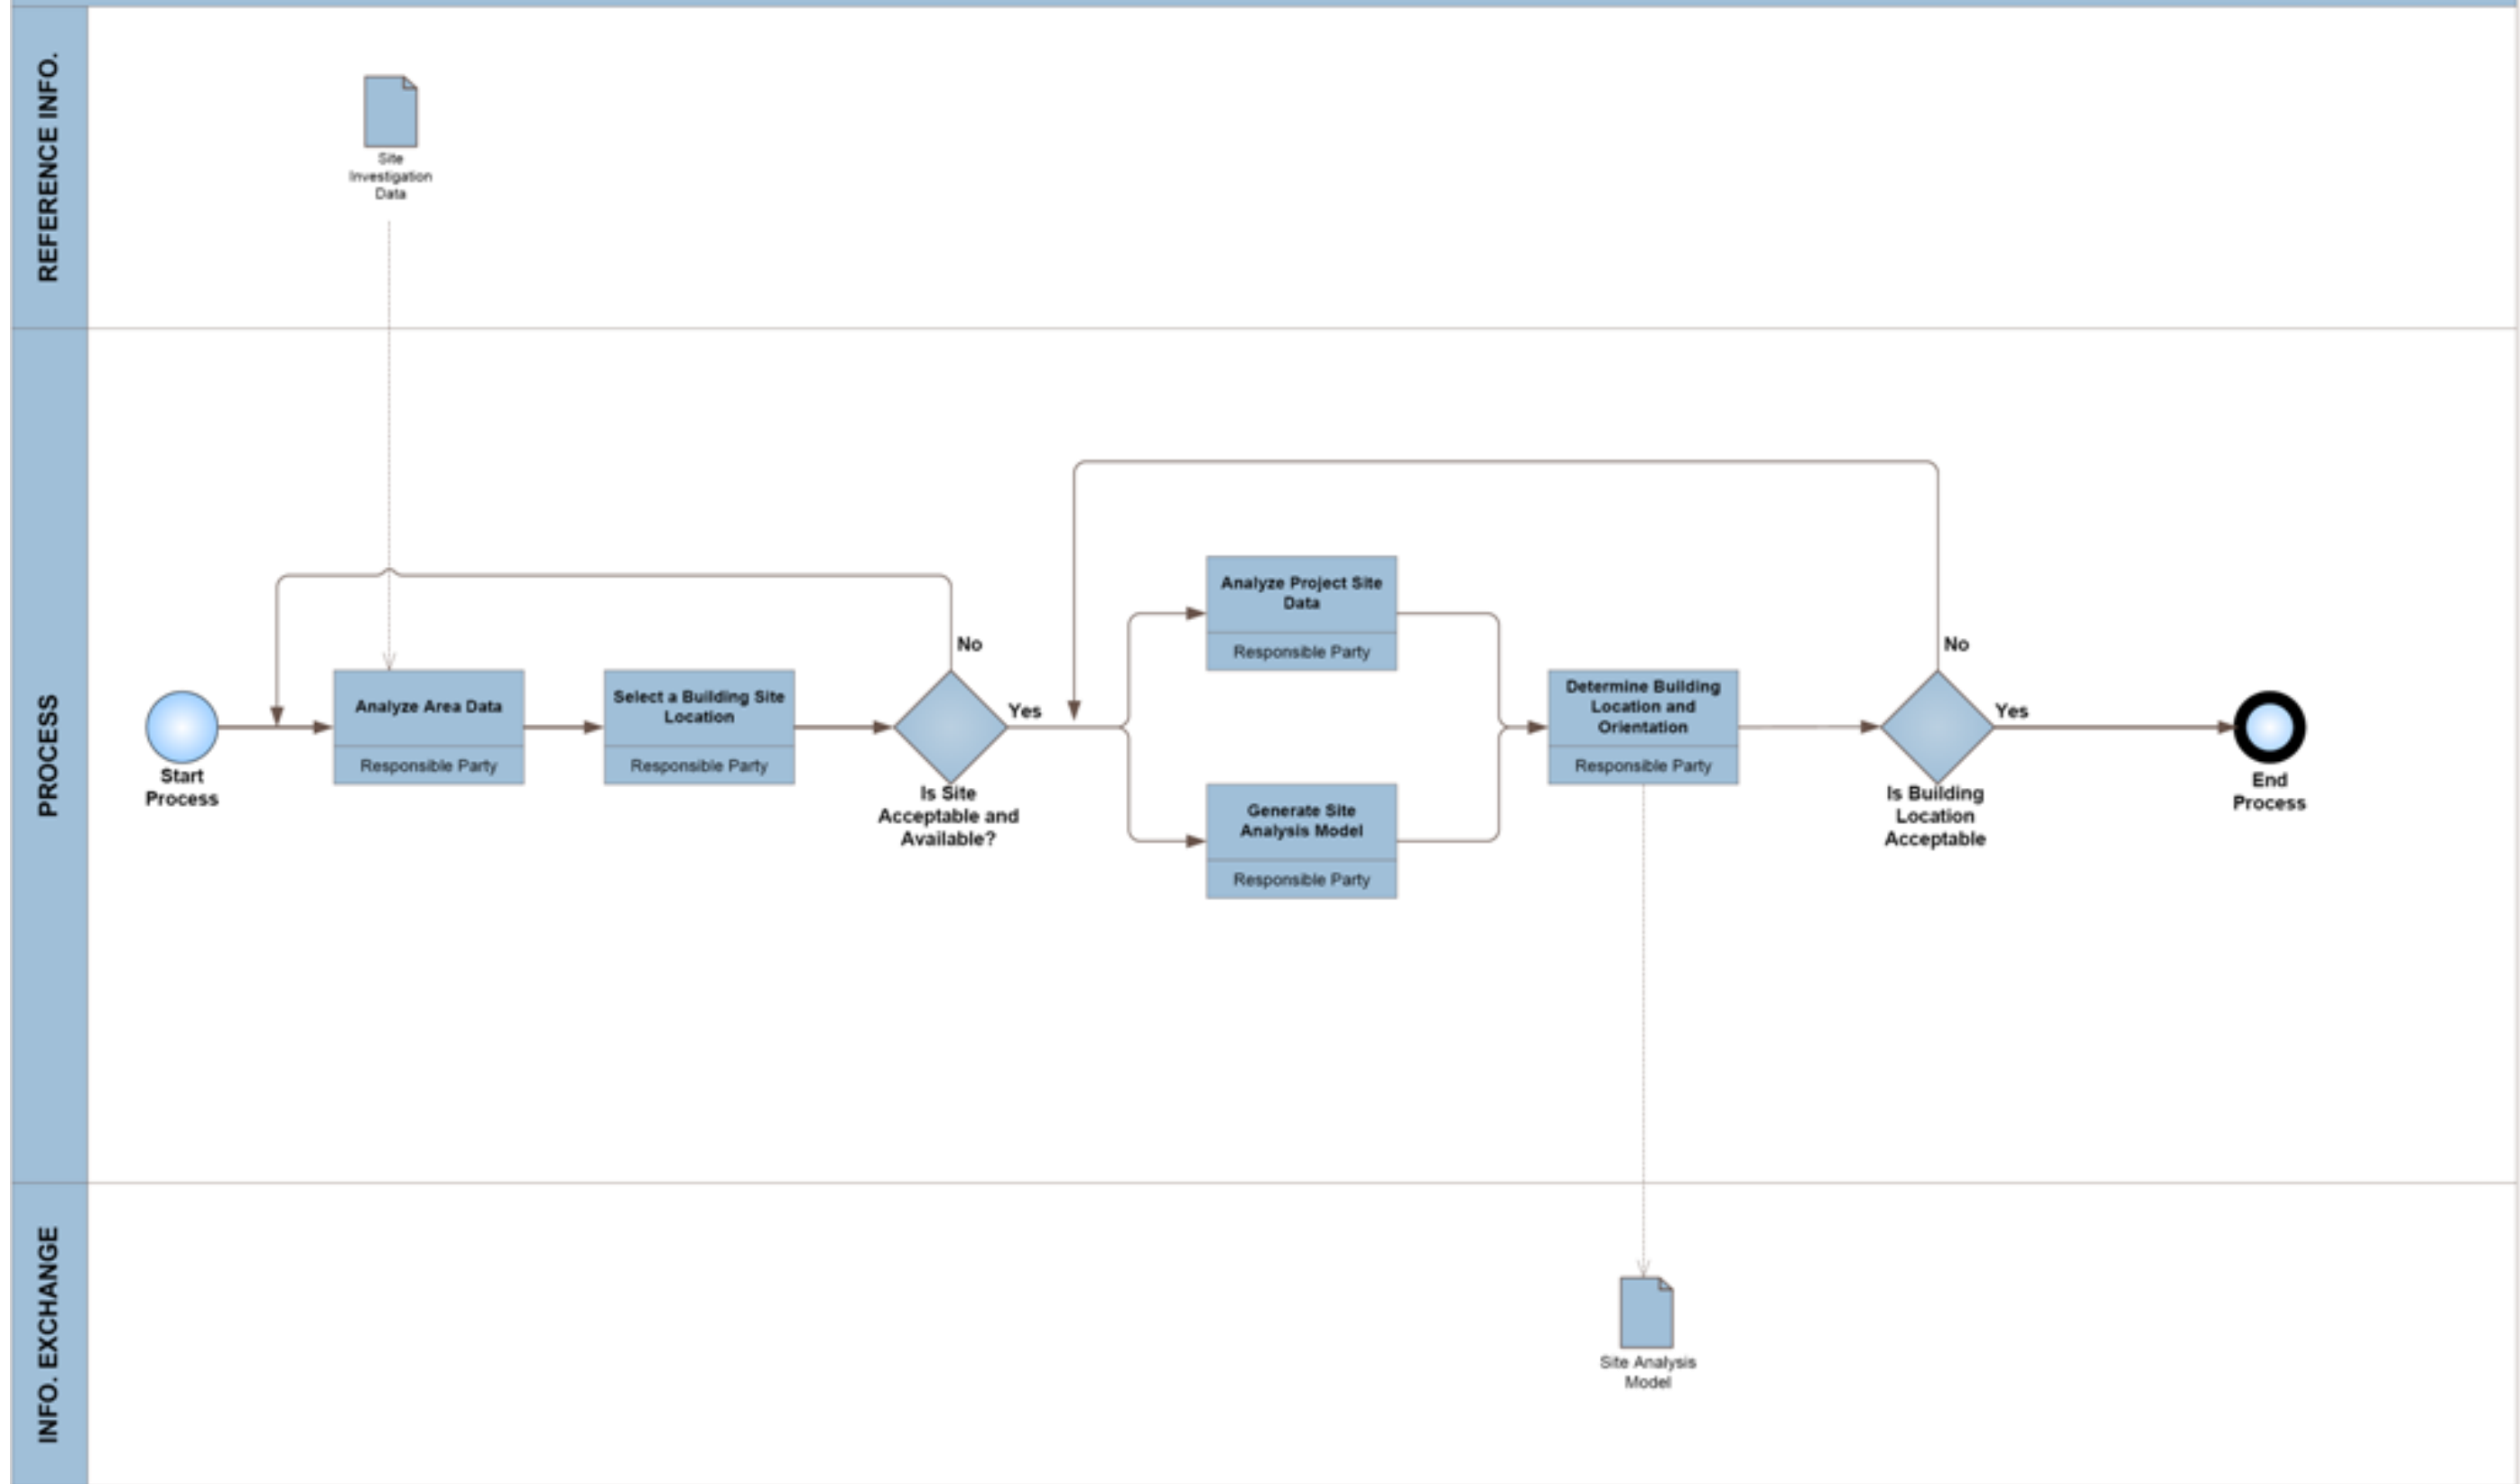 REFERENCE INFO.
Site
Investigation
Data
PROCESS
Start
Process
Analyze Area Data
Responsible Party
Select a Building Site
Location
Responsible Party
No
Yes
Is Site
Acceptable and
Available?
Analyze Project Site
Data
Responsible Party
Generate Site
Analysis Model
Responsible Party
Determine Building
Location and
Orientation
Responsible Party
No
Yes
Is Building
Location
Acceptable
End
Process
INFO. EXCHANGE
Site Analysis
Model